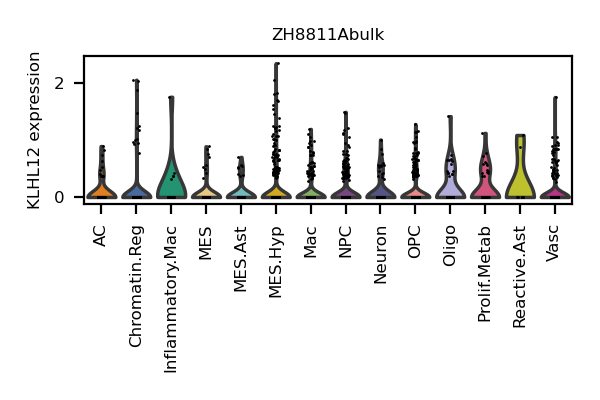 ZH8811Abulk
KLHL12 expression
2
0
AC
Chromatin.Reg
Inflammatory.Mac
MES
MES.Ast
MES.Hyp
Mac
NPC
Neuron
OPC
Oligo
Prolif.Metab
Reactive.Ast
Vasc